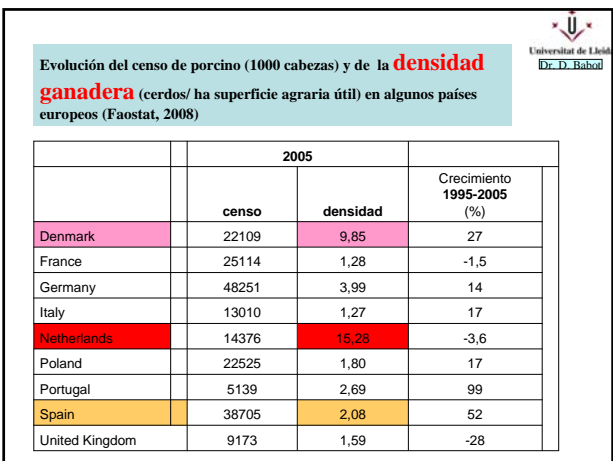 Universitat de Lleida
Dr. D. Babot
Evolución del censo de porcino (1000 cabezas) y de la densidad
ganadera (cerdos/ ha superficie agraria útil) en algunos países
europeos (Faostat, 2008)
2005
censo densidad Crecimiento 1995-2005 (%)
Denmark 22109 9,85 27
France 25114 1,28 -1,5
Germany 48251 3,99 14
Italy 13010 1,27 17
Netherlands 14376 15,28 -3,6
Poland 22525 1,80 17
Portugal 5139 2,69 99
Spain 38705 2,08 52
United Kingdom 9173 1,59 -28